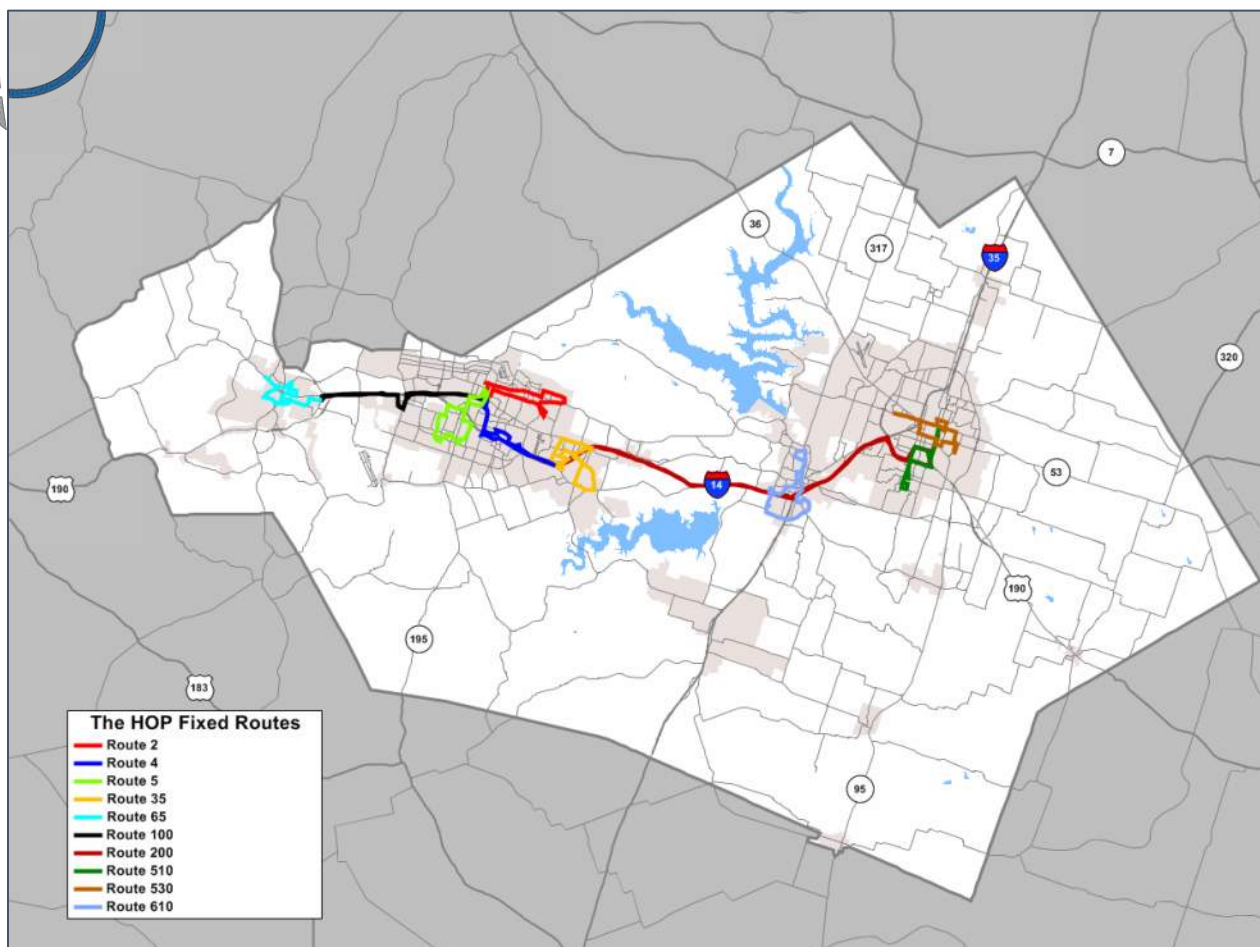 7
36
317
35
320
190
53
14
190
195
183
95
The HOP Fixed Routes
Route 2
Route 4
Route 5
Route 35
Route 65
Route 100
Route 200
Route 510
Route 530
Route 610